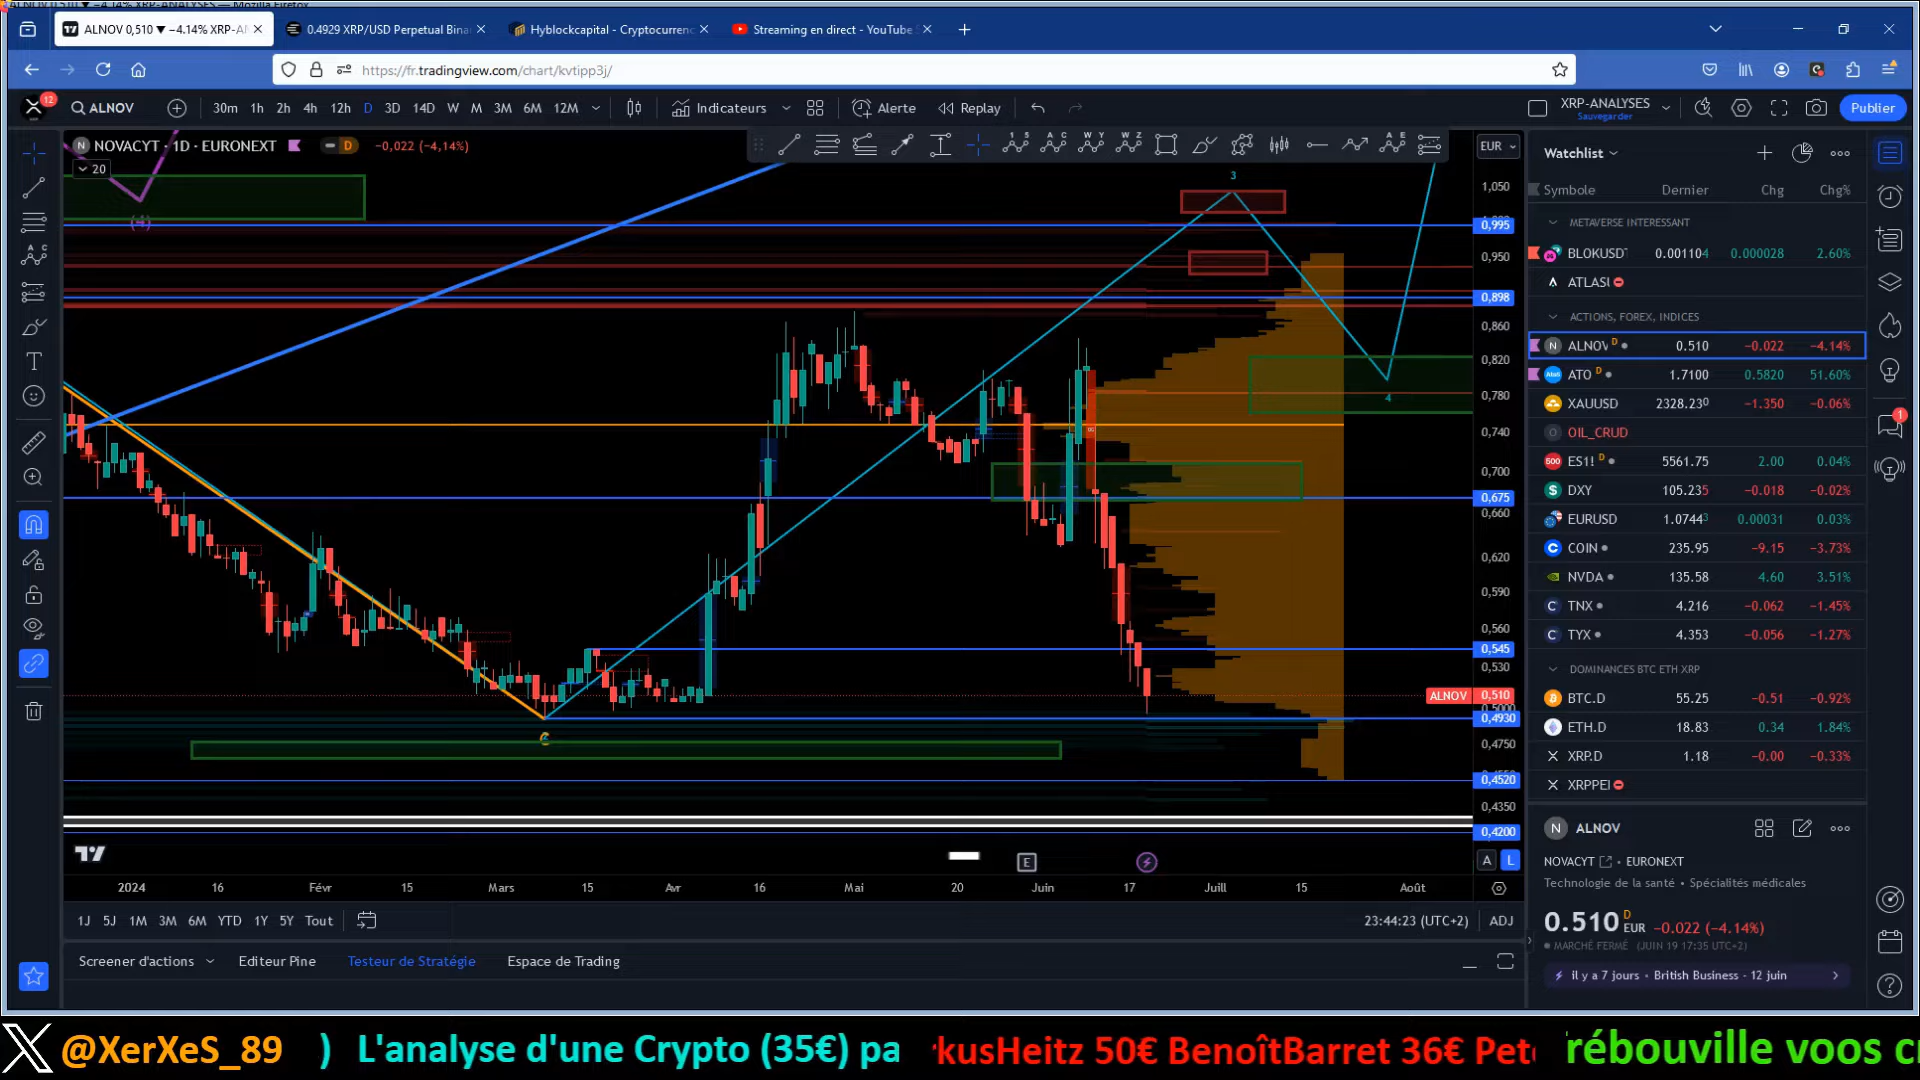 ALNOV 0,510 ▼ −4.14% XRP-AN
0.4929 XRP/USD Perpetual Bina
Hyblockcapital - Cryptocurrenc
Streaming en direct - YouTube
https://fr.tradingview.com/chart/kvtipp3j/
12
ALNOV
30m 1h 2h 4h 12h D 3D 14D W M 3M 6M 12M
Indicateurs
Alerte
Replay
XRP-ANALYSES
Sauvegarder
Publier
NOVACYT · 1D · EURONEXT
D
−0,022 (−4,14%)
20
EUR
1,050
0,995
0,950
0,898
0,860
0,820
0,780
0,740
0,700
0,675
0,660
0,620
0,590
0,560
0,545
0,530
ALNOV 0,510
0,4930
0,4750
0,4520
0,4350
0,4200
3
4
E
A L
2024 16 Févr 15 Mars 15 Avr 16 Mai 20 Juin 17 Juill 15 Août
1J 5J 1M 3M 6M YTD 1Y 5Y Tout
23:44:23 (UTC+2) ADJ
Screener d'actions
Editeur Pine
Testeur de Stratégie
Espace de Trading
Watchlist
Symbole Dernier Chg Chg%
METAVERSE INTERESSANT
BLOKUSDT 0.001104 0.000028 2.60%
ATLASU
ACTIONS, FOREX, INDICES
ALNOV D 0.510 −0.022 −4.14%
ATO D 1.7100 0.5820 51.60%
XAUUSD 2328.230 −1.350 −0.06%
OIL_CRUD
ES1! D 5561.75 2.00 0.04%
DXY 105.235 −0.018 −0.02%
EURUSD 1.07443 0.00031 0.03%
COIN 235.95 −9.15 −3.73%
NVDA 135.58 4.60 3.51%
TNX 4.216 −0.062 −1.45%
TYX 4.353 −0.056 −1.27%
DOMINANCES BTC ETH XRP
BTC.D 55.25 −0.51 −0.92%
ETH.D 18.83 0.34 1.84%
XRP.D 1.18 −0.00 −0.33%
XRPPEI
ALNOV
NOVACYT • EURONEXT
Technologie de la santé • Spécialités médicales
0.510 D EUR −0.022 (−4.14%)
MARCHÉ FERMÉ (JUIN 19 17:35 UTC+2)
il y a 7 jours • British Business - 12 juin
1
@XerXeS_89 ) L'analyse d'une Crypto (35€) pa
kusHeitz 50€ BenoîtBarret 36€ Pet
rébouville voos c